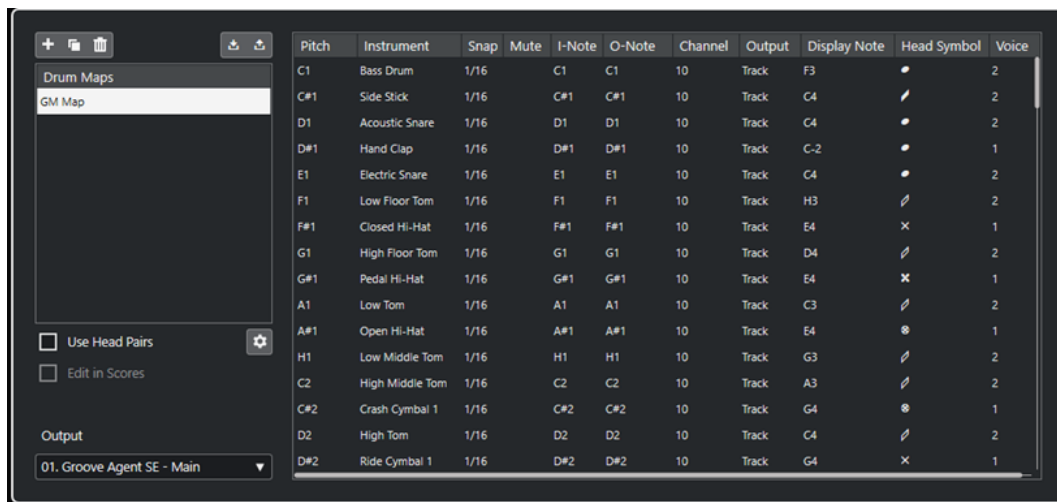 Pitch Instrument Snap Mute I-Note O-Note Channel Output Display Note Head Symbol Voice
Drum Maps
GM Map
C1 Bass Drum 1/16 C1 C1 10 Track F3 2
C#1 Side Stick 1/16 C#1 C#1 10 Track C4 2
D1 Acoustic Snare 1/16 D1 D1 10 Track C4 2
D#1 Hand Clap 1/16 D#1 D#1 10 Track C-2 1
E1 Electric Snare 1/16 E1 E1 10 Track C4 2
F1 Low Floor Tom 1/16 F1 F1 10 Track H3 2
F#1 Closed Hi-Hat 1/16 F#1 F#1 10 Track E4 1
G1 High Floor Tom 1/16 G1 G1 10 Track D4 2
G#1 Pedal Hi-Hat 1/16 G#1 G#1 10 Track E4 1
A1 Low Tom 1/16 A1 A1 10 Track C3 2
A#1 Open Hi-Hat 1/16 A#1 A#1 10 Track E4 1
H1 Low Middle Tom 1/16 H1 H1 10 Track G3 2
C2 High Middle Tom 1/16 C2 C2 10 Track A3 2
C#2 Crash Cymbal 1 1/16 C#2 C#2 10 Track G4 1
D2 High Tom 1/16 D2 D2 10 Track C4 2
D#2 Ride Cymbal 1 1/16 D#2 D#2 10 Track G4 1
Use Head Pairs
Edit in Scores
Output
01. Groove Agent SE - Main